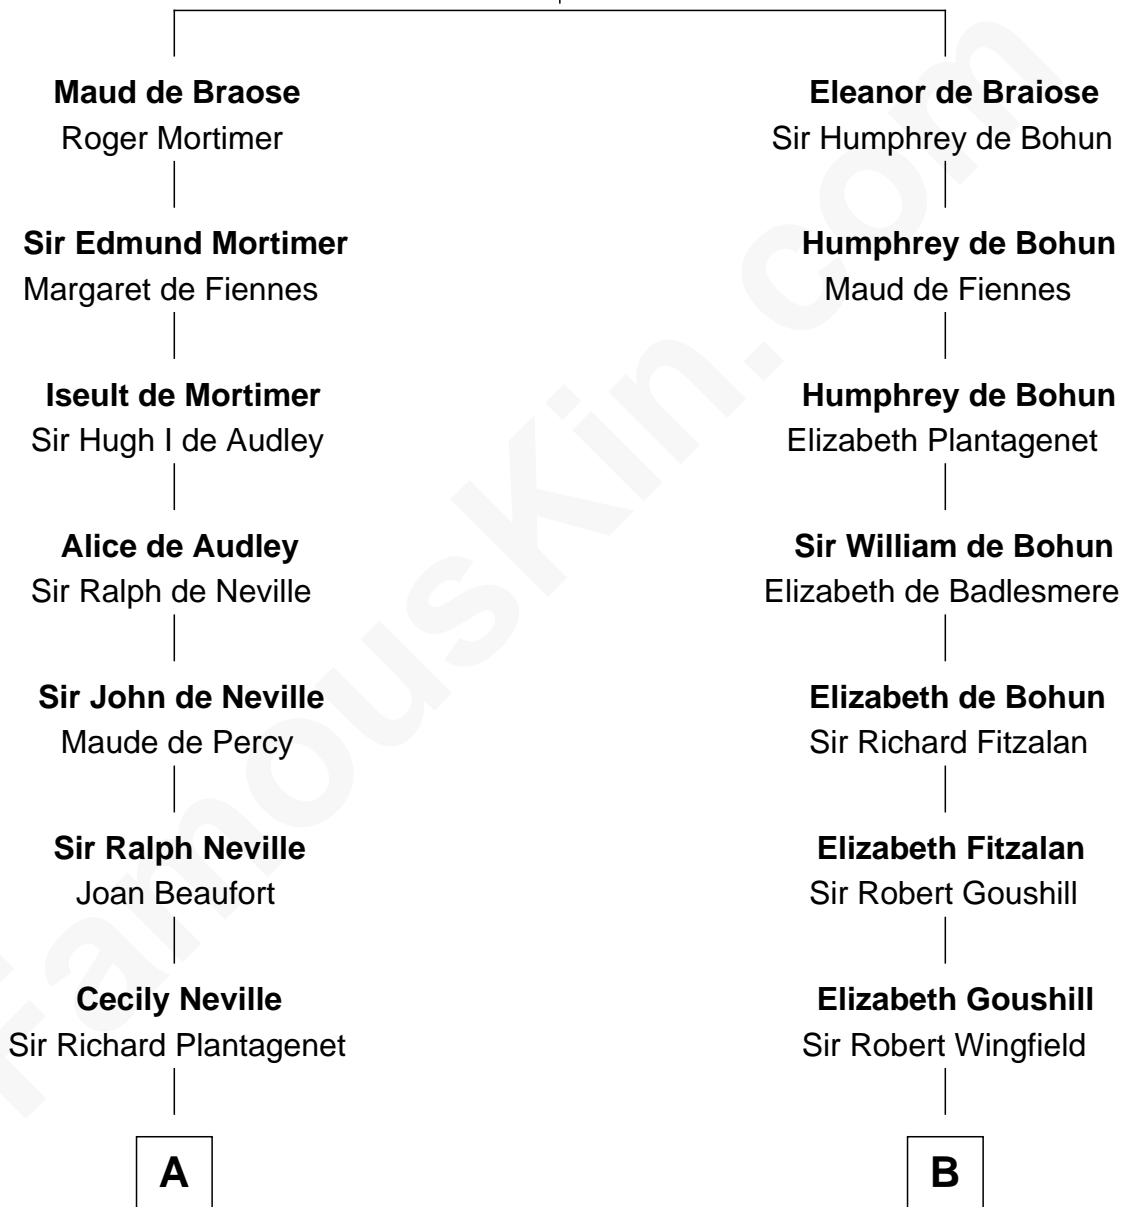 Maud de Braose
Roger Mortimer
Sir Edmund Mortimer
Margaret de Fiennes
Iseult de Mortimer
Sir Hugh I de Audley
Alice de Audley
Sir Ralph de Neville
Sir John de Neville
Maude de Percy
Sir Ralph Neville
Joan Beaufort
Cecily Neville
Sir Richard Plantagenet
A
Eleanor de Braiose
Sir Humphrey de Bohun
Humphrey de Bohun
Maud de Fiennes
Humphrey de Bohun
Elizabeth Plantagenet
Sir William de Bohun
Elizabeth de Badlesmere
Elizabeth de Bohun
Sir Richard Fitzalan
Elizabeth Fitzalan
Sir Robert Goushill
Elizabeth Goushill
Sir Robert Wingfield
B
FamousKin.com